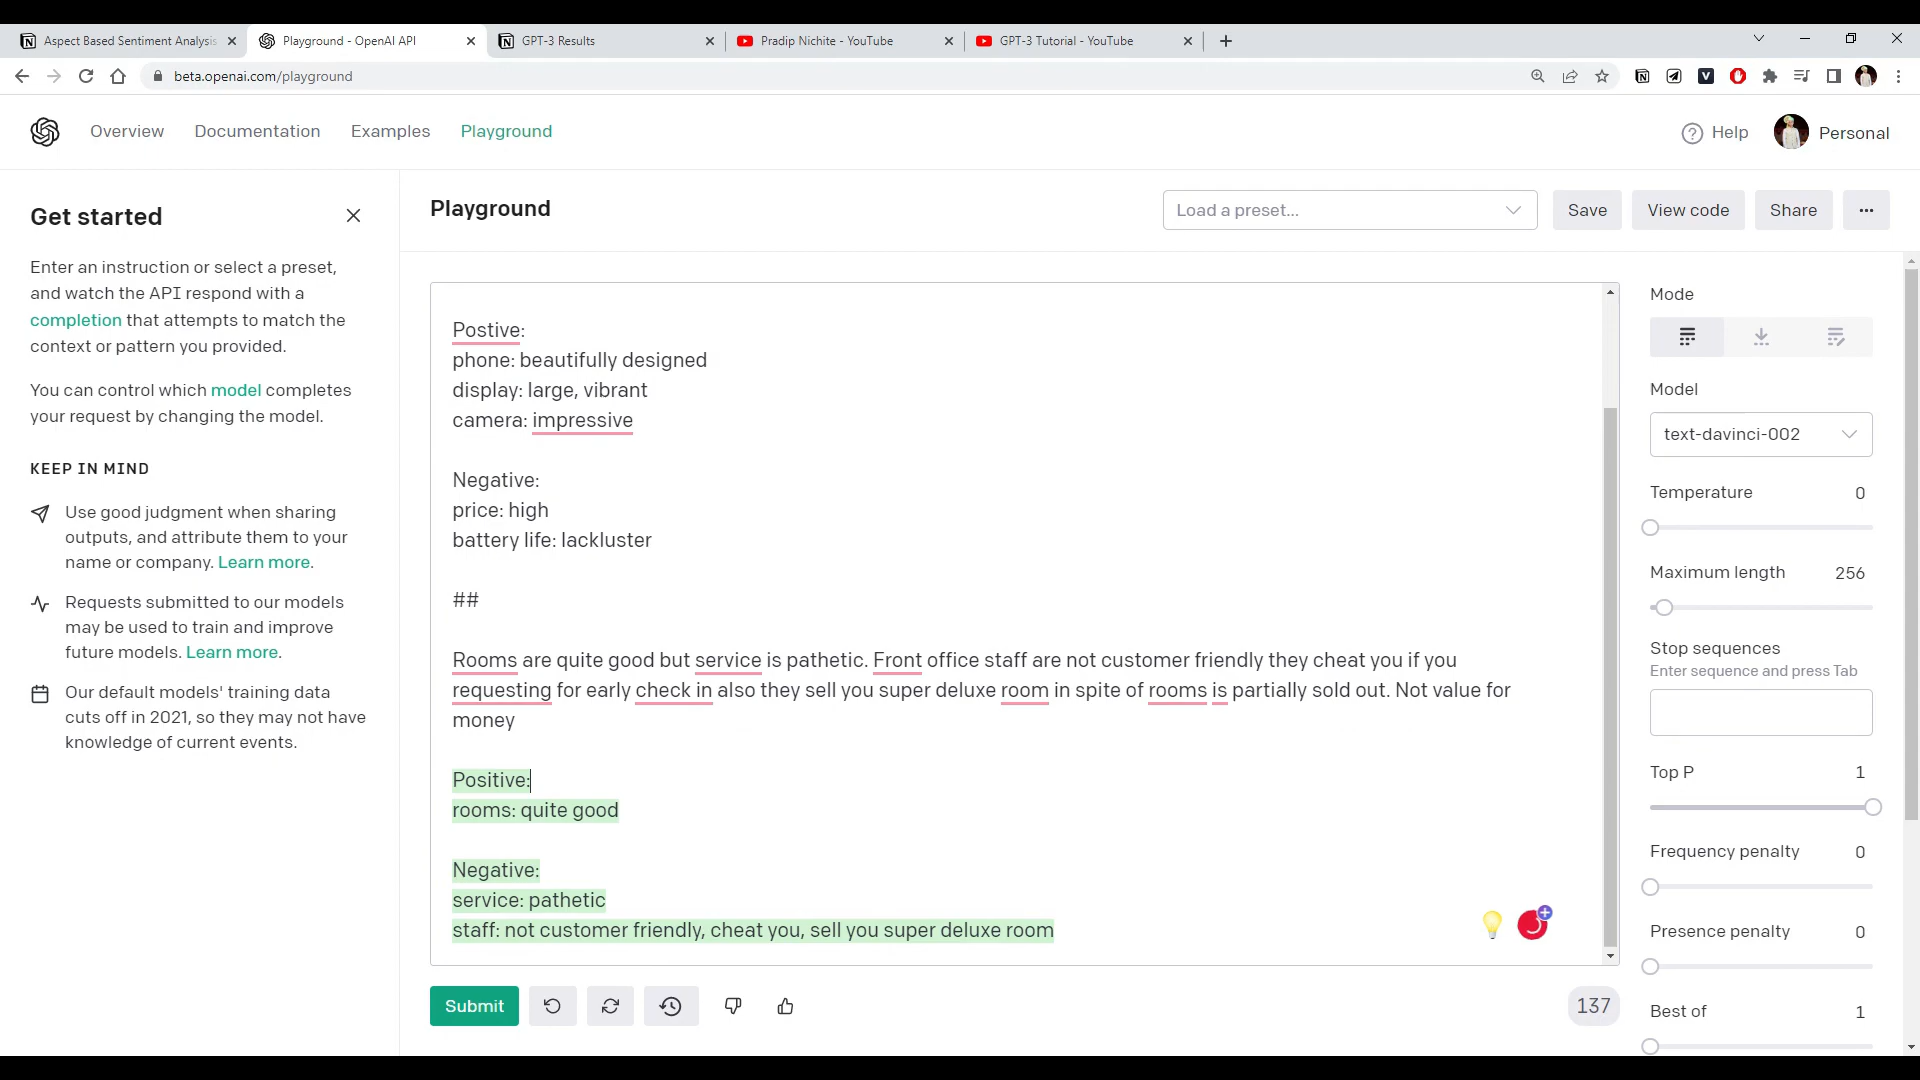 Aspect Based Sentiment Analysis
Playground - OpenAI API
GPT-3 Results
Pradip Nichite - YouTube
GPT-3 Tutorial - YouTube
beta.openai.com/playground
Overview
Documentation
Examples
Playground
Help
Personal
Get started
Enter an instruction or select a preset,
and watch the API respond with a
completion that attempts to match the
context or pattern you provided.
You can control which model completes
your request by changing the model.
KEEP IN MIND
Use good judgment when sharing
outputs, and attribute them to your
name or company. Learn more.
Requests submitted to our models
may be used to train and improve
future models. Learn more.
Our default models' training data
cuts off in 2021, so they may not have
knowledge of current events.
Playground
Load a preset...
Save
View code
Share
...
Postive:
phone: beautifully designed
display: large, vibrant
camera: impressive
Negative:
price: high
battery life: lackluster
##
Rooms are quite good but service is pathetic. Front office staff are not customer friendly they cheat you if you
requesting for early check in also they sell you super deluxe room in spite of rooms is partially sold out. Not value for
money
Positive:
rooms: quite good
Negative:
service: pathetic
staff: not customer friendly, cheat you, sell you super deluxe room
Submit
137
Mode
Model
text-davinci-002
Temperature 0
Maximum length 256
Stop sequences
Enter sequence and press Tab
Top P 1
Frequency penalty 0
Presence penalty 0
Best of 1